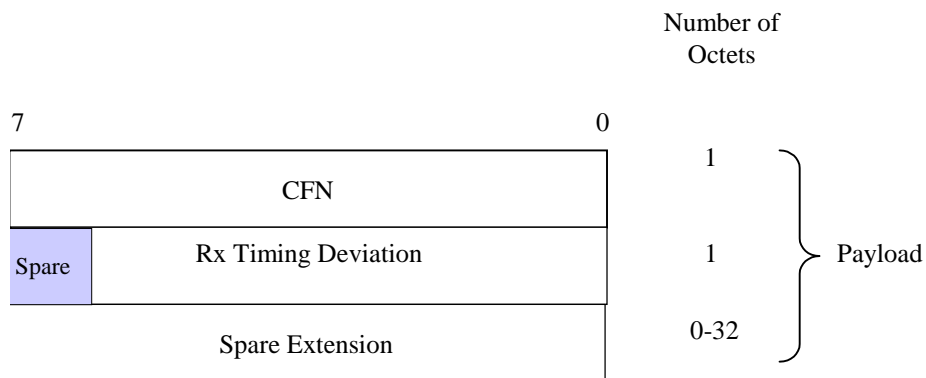 Number of
Octets
7 0
CFN 1
Spare Rx Timing Deviation 1 Payload
Spare Extension 0-32